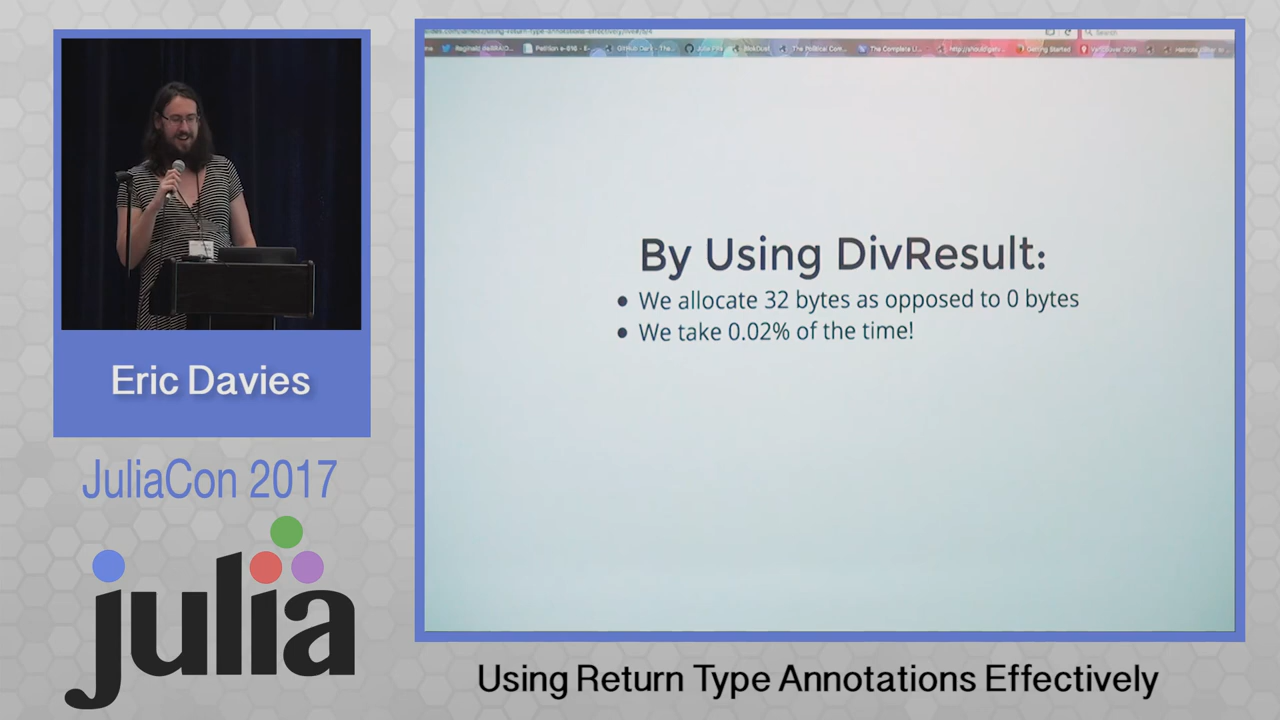 Eric Davies
JuliaCon 2017
julia
By Using DivResult:
We allocate 32 bytes as opposed to 0 bytes
We take 0.02% of the time!
Using Return Type Annotations Effectively